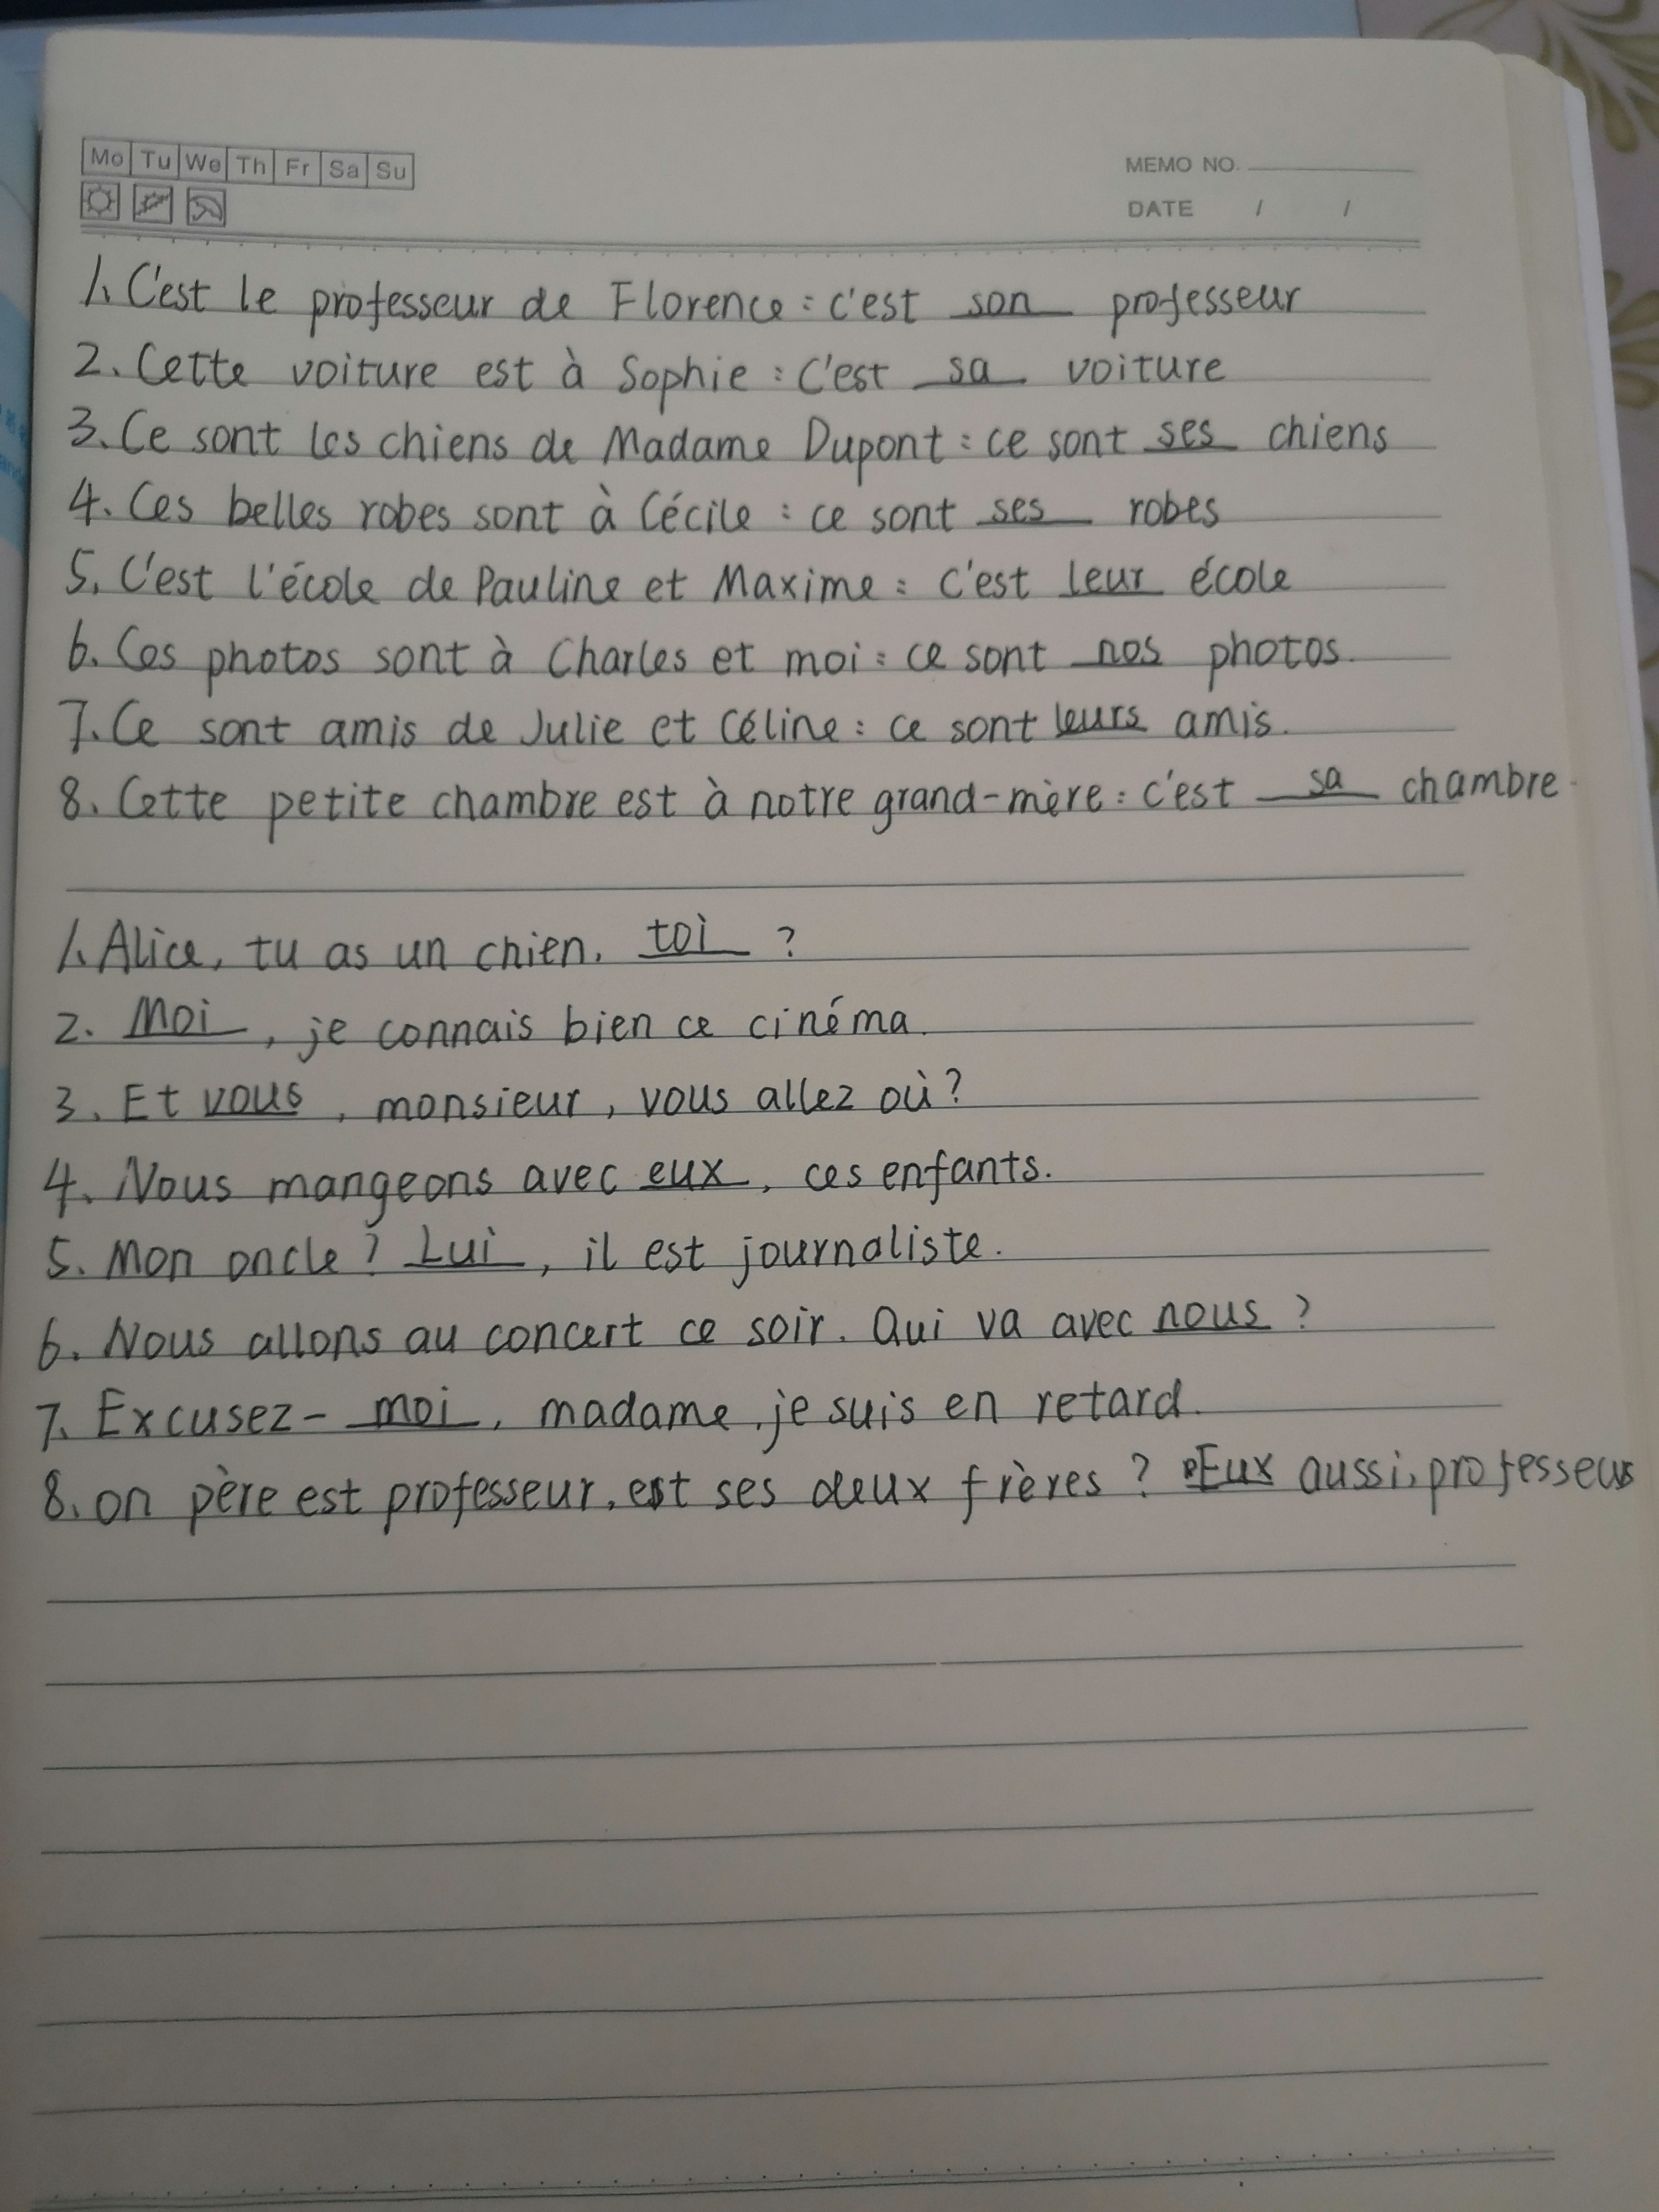 Mo Tu We Th Fr Sa Su
MEMO NO.
DATE / /
1. C'est le professeur de Florence : c'est son professeur
2. Cette voiture est à Sophie : C'est sa voiture
3. Ce sont les chiens de Madame Dupont : ce sont ses chiens
4. Ces belles robes sont à Cécile : ce sont ses robes
5. C'est l'école de Pauline et Maxime : c'est leur école
6. Ces photos sont à Charles et moi : ce sont nos photos.
7. Ce sont amis de Julie et Céline : ce sont leurs amis.
8. Cette petite chambre est à notre grand-mère : c'est sa chambre.
1. Alice, tu as un chien, toi ?
2. Moi, je connais bien ce cinéma.
3. Et vous, monsieur, vous allez où ?
4. Nous mangeons avec eux, ces enfants.
5. Mon oncle ? Lui, il est journaliste.
6. Nous allons au concert ce soir. Qui va avec nous ?
7. Excusez-moi, madame, je suis en retard.
8. on père est professeur, est ses deux frères ? Eux aussi, professeurs